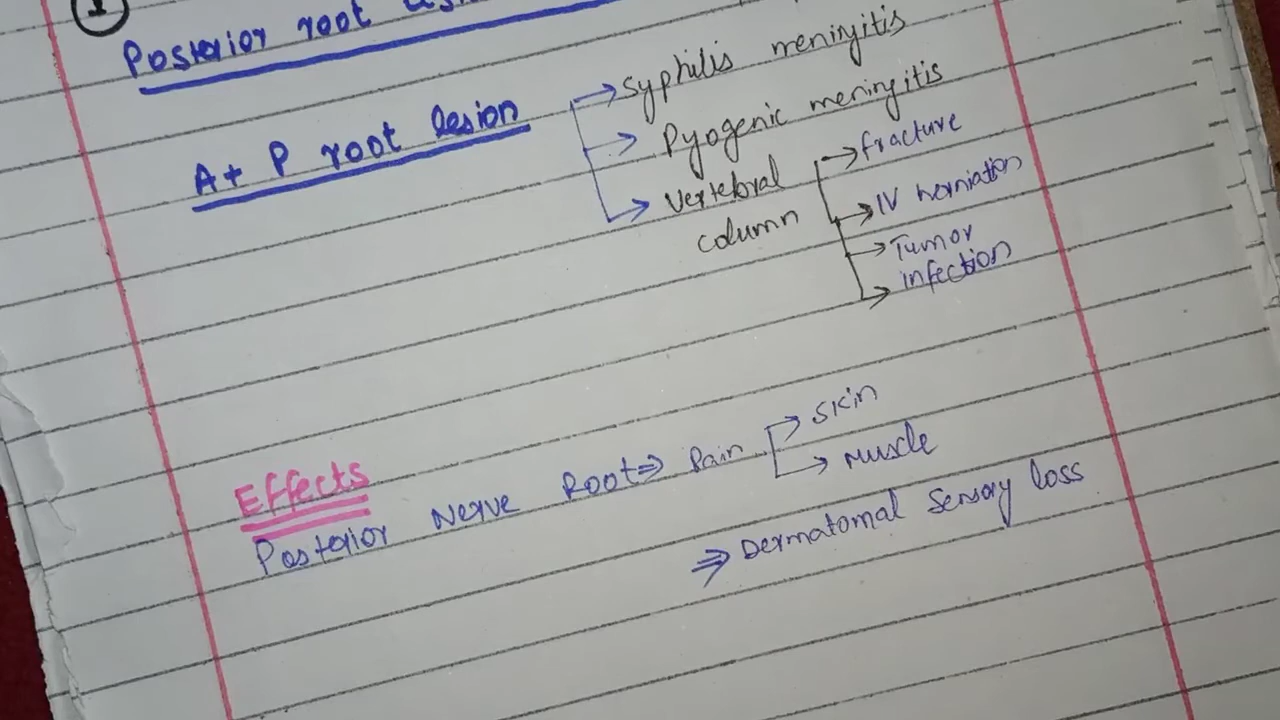 1
Posterior root
A+ P root lesion
→ Syphilis meningitis
→ Pyogenic meningitis
→ Vertebral column
→ fracture
→ IV herniation
→ Tumor
→ infection
Effects
Posterior Nerve Root ⇒ Pain
→ Skin
→ Muscle
⇒ Dermatomal Sensory loss